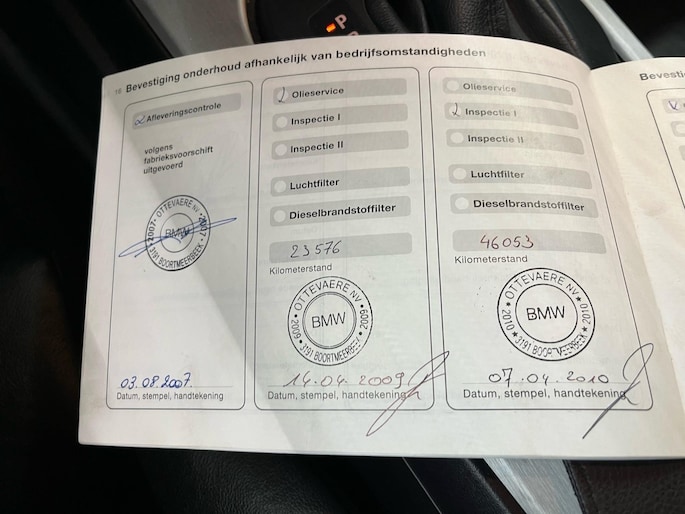 P
16 Bevestiging onderhoud afhankelijk van bedrijfsomstandigheden
Afleveringscontrole
volgens
fabrieksvoorschift
uitgevoerd
OTTEVAERE NV
2007 BMW 2007
3191 BOORTMEERBEEK
03.08.2007.
Datum, stempel, handtekening
Olieservice
Inspectie I
Inspectie II
Luchtfilter
Dieselbrandstoffilter
23576
Kilometerstand
OTTEVAERE NV
2009 BMW 2009
3191 BOORTMEERBEEK
14.04.2009
Datum, stempel, handtekening
Olieservice
Inspectie I
Inspectie II
Luchtfilter
Dieselbrandstoffilter
46053
Kilometerstand
OTTEVAERE NV
2010 BMW 2010
3191 BOORTMEERBEEK
07.04.2010
Datum, stempel, handtekening
Bevesti